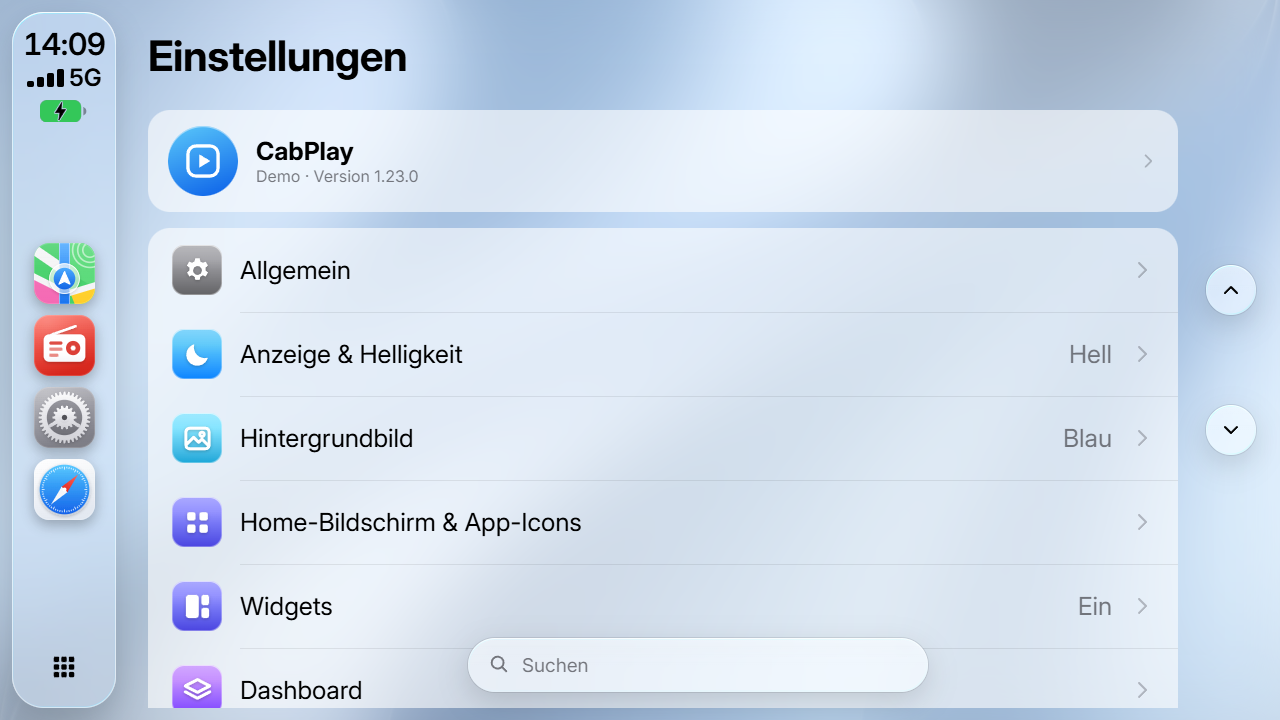 14:09
5G
Einstellungen
CabPlay
Demo · Version 1.23.0
Allgemein
Anzeige & Helligkeit Hell
Hintergrundbild Blau
Home-Bildschirm & App-Icons
Widgets Ein
Suchen
Dashboard